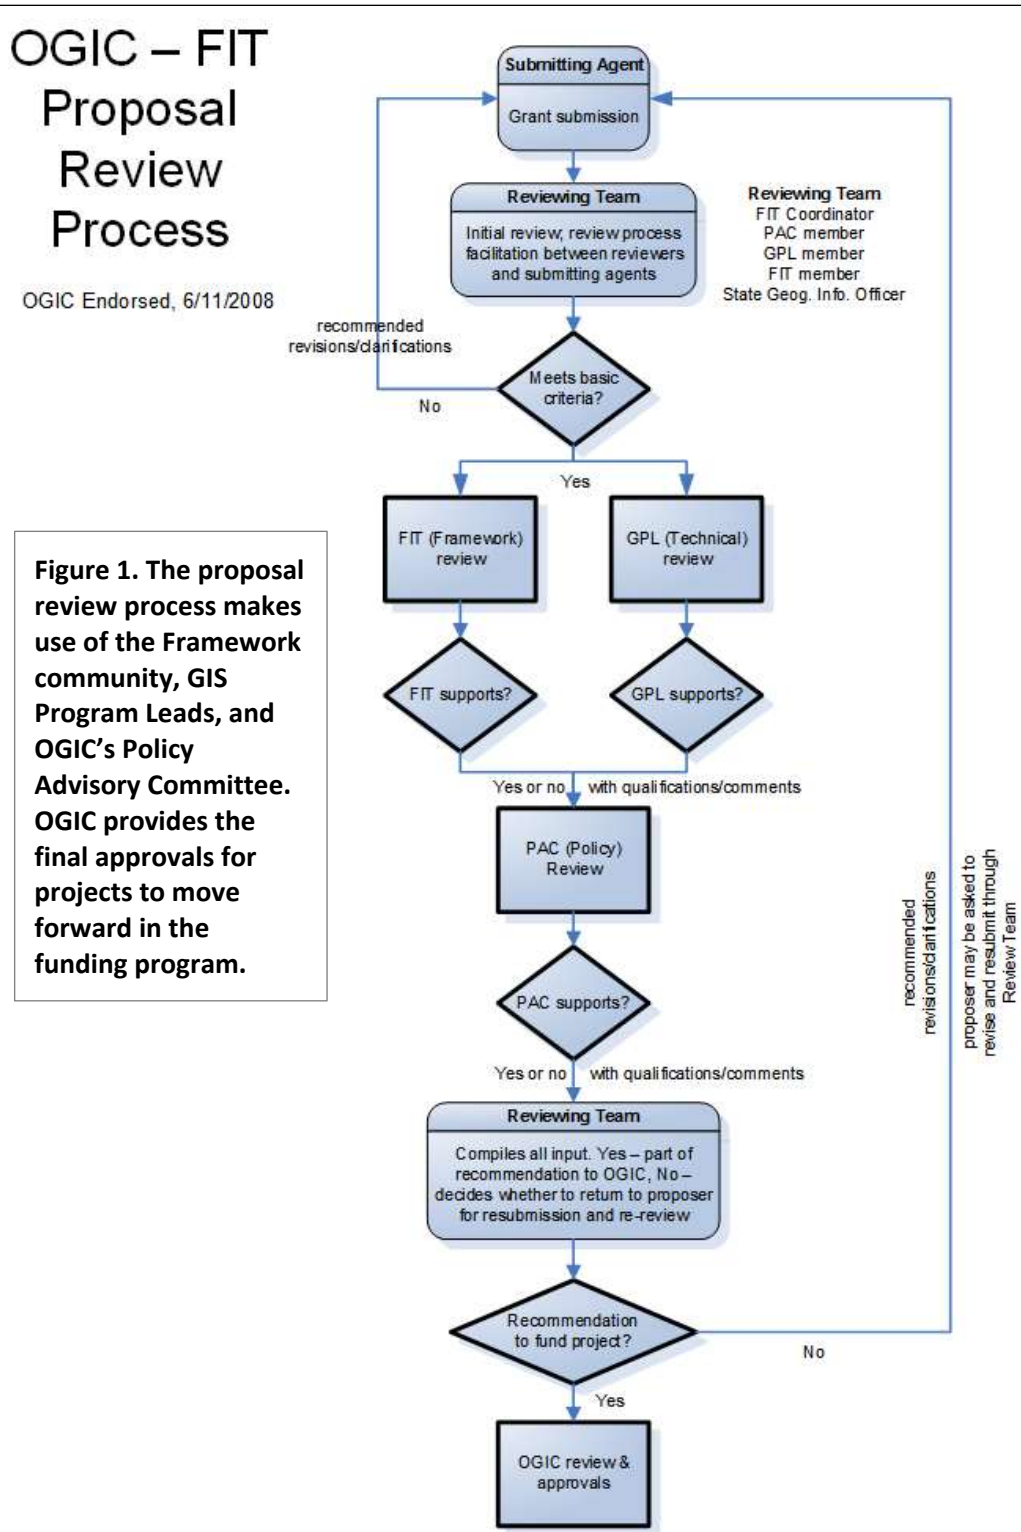 OGIC – FIT
Proposal
Review
Process
OGIC Endorsed, 6/11/2008
Submitting Agent
Grant submission
Reviewing Team
Initial review; review process
facilitation between reviewers
and submitting agents
Reviewing Team
FIT Coordinator
PAC member
GPL member
FIT member
State Geog. Info. Officer
recommended
revisions/clarifications
Meets basic
criteria?
No
Yes
FIT (Framework)
review
GPL (Technical)
review
Figure 1. The proposal
review process makes
use of the Framework
community, GIS
Program Leads, and
OGIC’s Policy
Advisory Committee.
OGIC provides the
final approvals for
projects to move
forward in the
funding program.
FIT supports?
GPL supports?
Yes or no with qualifications/comments
PAC (Policy)
Review
PAC supports?
Yes or no with qualifications/comments
recommended
revisions/clarifications
proposer may be asked to
revise and resubmit through
Review Team
Reviewing Team
Compiles all input. Yes – part of
recommendation to OGIC, No –
decides whether to return to proposer
for resubmission and re-review
Recommendation
to fund project?
No
Yes
OGIC review &
approvals